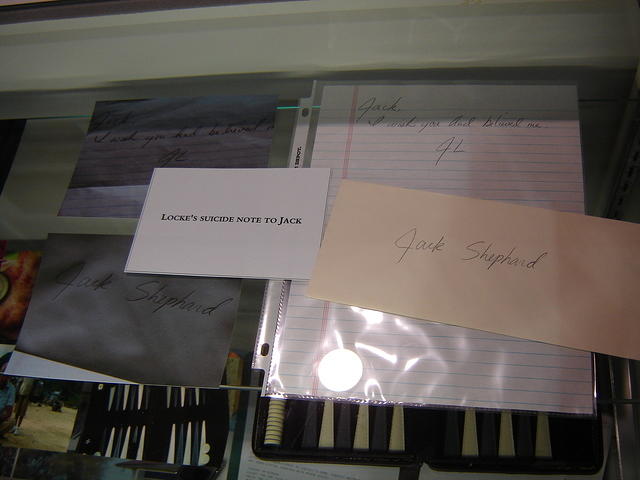 Jack
I wish you had believed me.
JL
Jack,
I wish you had believed me.
JL
LOCKE'S SUICIDE NOTE TO JACK
Jack Shephard
Jack Shephard